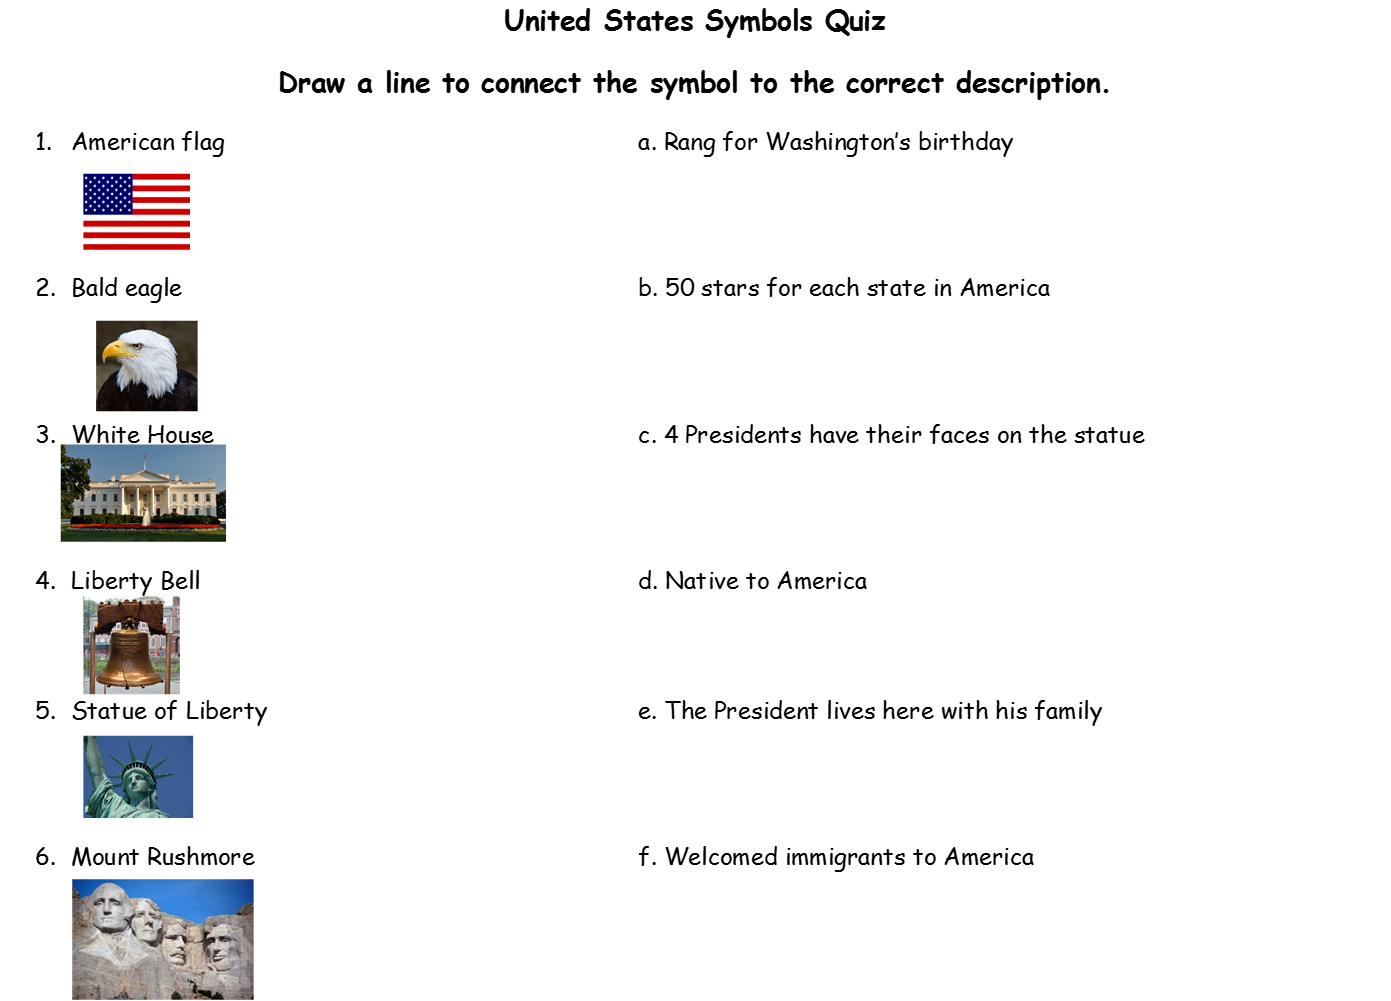 United States Symbols Quiz
Draw a line to connect the symbol to the correct description.
1. American flag
a. Rang for Washington’s birthday
2. Bald eagle
b. 50 stars for each state in America
3. White House
c. 4 Presidents have their faces on the statue
4. Liberty Bell
d. Native to America
5. Statue of Liberty
e. The President lives here with his family
6. Mount Rushmore
f. Welcomed immigrants to America